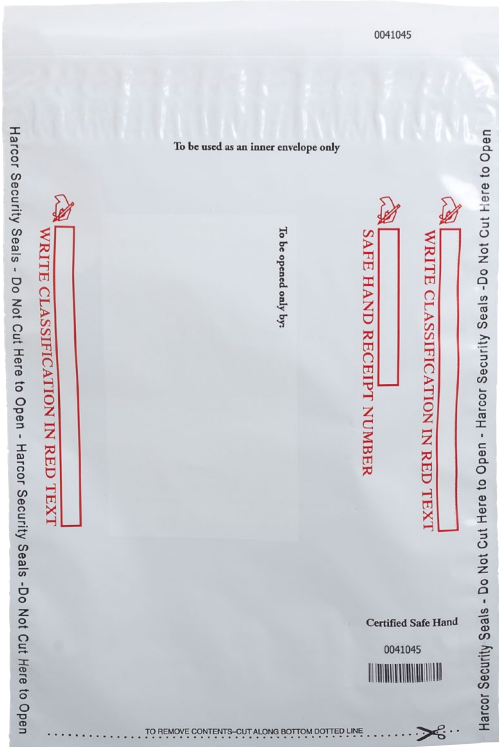 0041045
To be used as an inner envelope only
Harcor Security Seals - Do Not Cut Here to Open - Harcor Security Seals -Do Not Cut Here to Open
WRITE CLASSIFICATION IN RED TEXT
To be opened only by:
SAFE HAND RECEIPT NUMBER
WRITE CLASSIFICATION IN RED TEXT
Harcor Security Seals - Do Not Cut Here to Open - Harcor Security Seals -Do Not Cut Here to Open
Certified Safe Hand
0041045
TO REMOVE CONTENTS–CUT ALONG BOTTOM DOTTED LINE